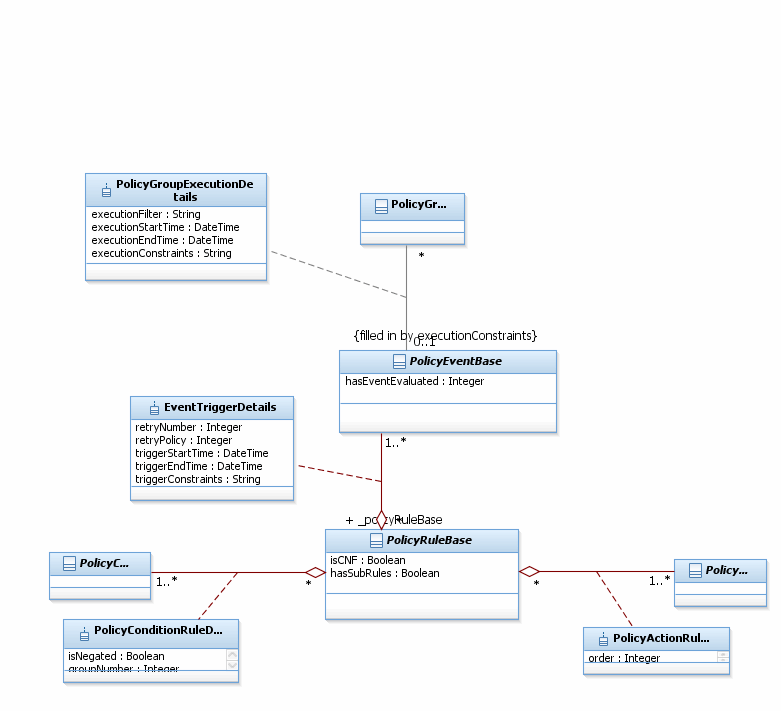 PolicyGroupExecutionDe
tails
executionFilter : String
executionStartTime : DateTime
executionEndTime : DateTime
executionConstraints : String
PolicyGr...
*
{filled in by executionConstraints}
0..1
PolicyEventBase
hasEventEvaluated : Integer
EventTriggerDetails
retryNumber : Integer
retryPolicy : Integer
triggerStartTime : DateTime
triggerEndTime : DateTime
triggerConstraints : String
1..*
+ _policyRuleBase
*
PolicyRuleBase
isCNF : Boolean
hasSubRules : Boolean
PolicyC...
1..*
*
*
1..*
Policy...
PolicyConditionRuleD...
isNegated : Boolean
groupNumber : Integer
PolicyActionRul...
order : Integer